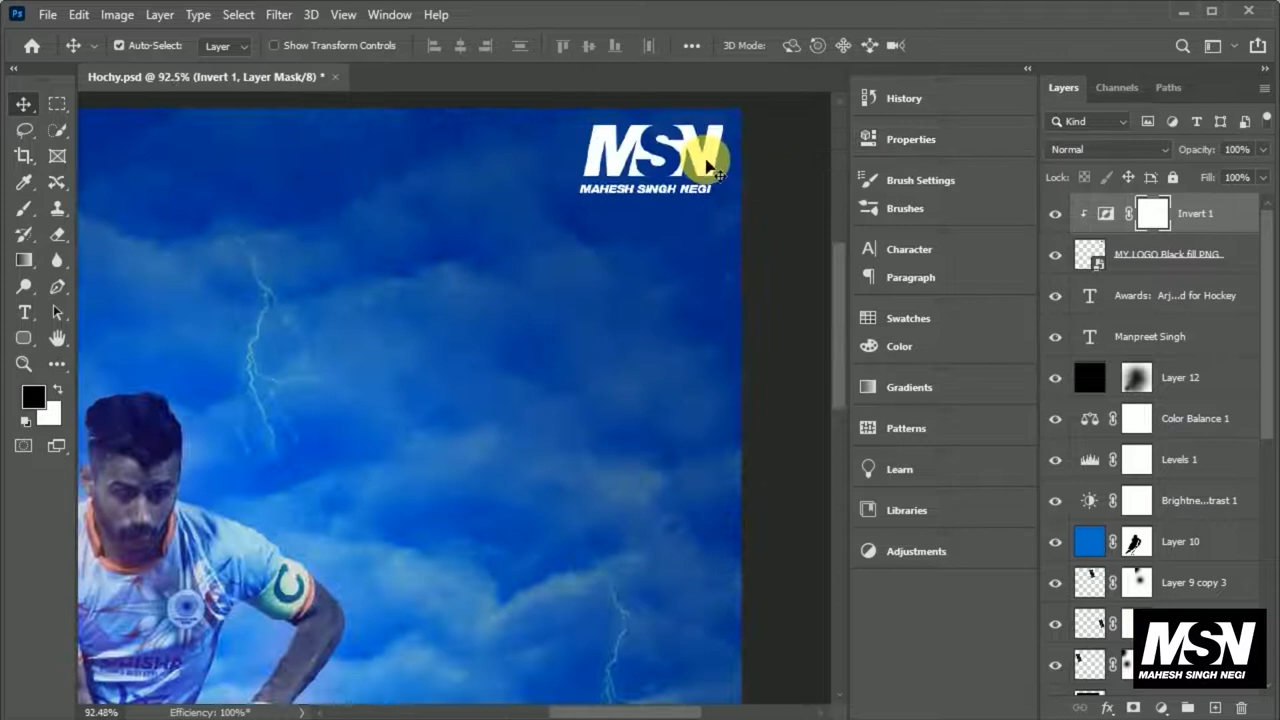 Ps File Edit Image Layer Type Select Filter 3D View Window Help
Auto-Select: Layer Show Transform Controls 3D Mode:
Hochy.psd @ 92.5% (Invert 1, Layer Mask/8) *
MSN
MAHESH SINGH NEGI
ODISHA
92.48% Efficiency: 100%*
History
Properties
Brush Settings
Brushes
Character
Paragraph
Swatches
Color
Gradients
Patterns
Learn
Libraries
Adjustments
Layers Channels Paths
Kind
Normal Opacity: 100%
Lock: Fill: 100%
Invert 1
MY LOGO Black fill PNG
Awards: Arj...d for Hockey
Manpreet Singh
Layer 12
Color Balance 1
Levels 1
Brightne...trast 1
Layer 10
Layer 9 copy 3
MSN
MAHESH SINGH NEGI